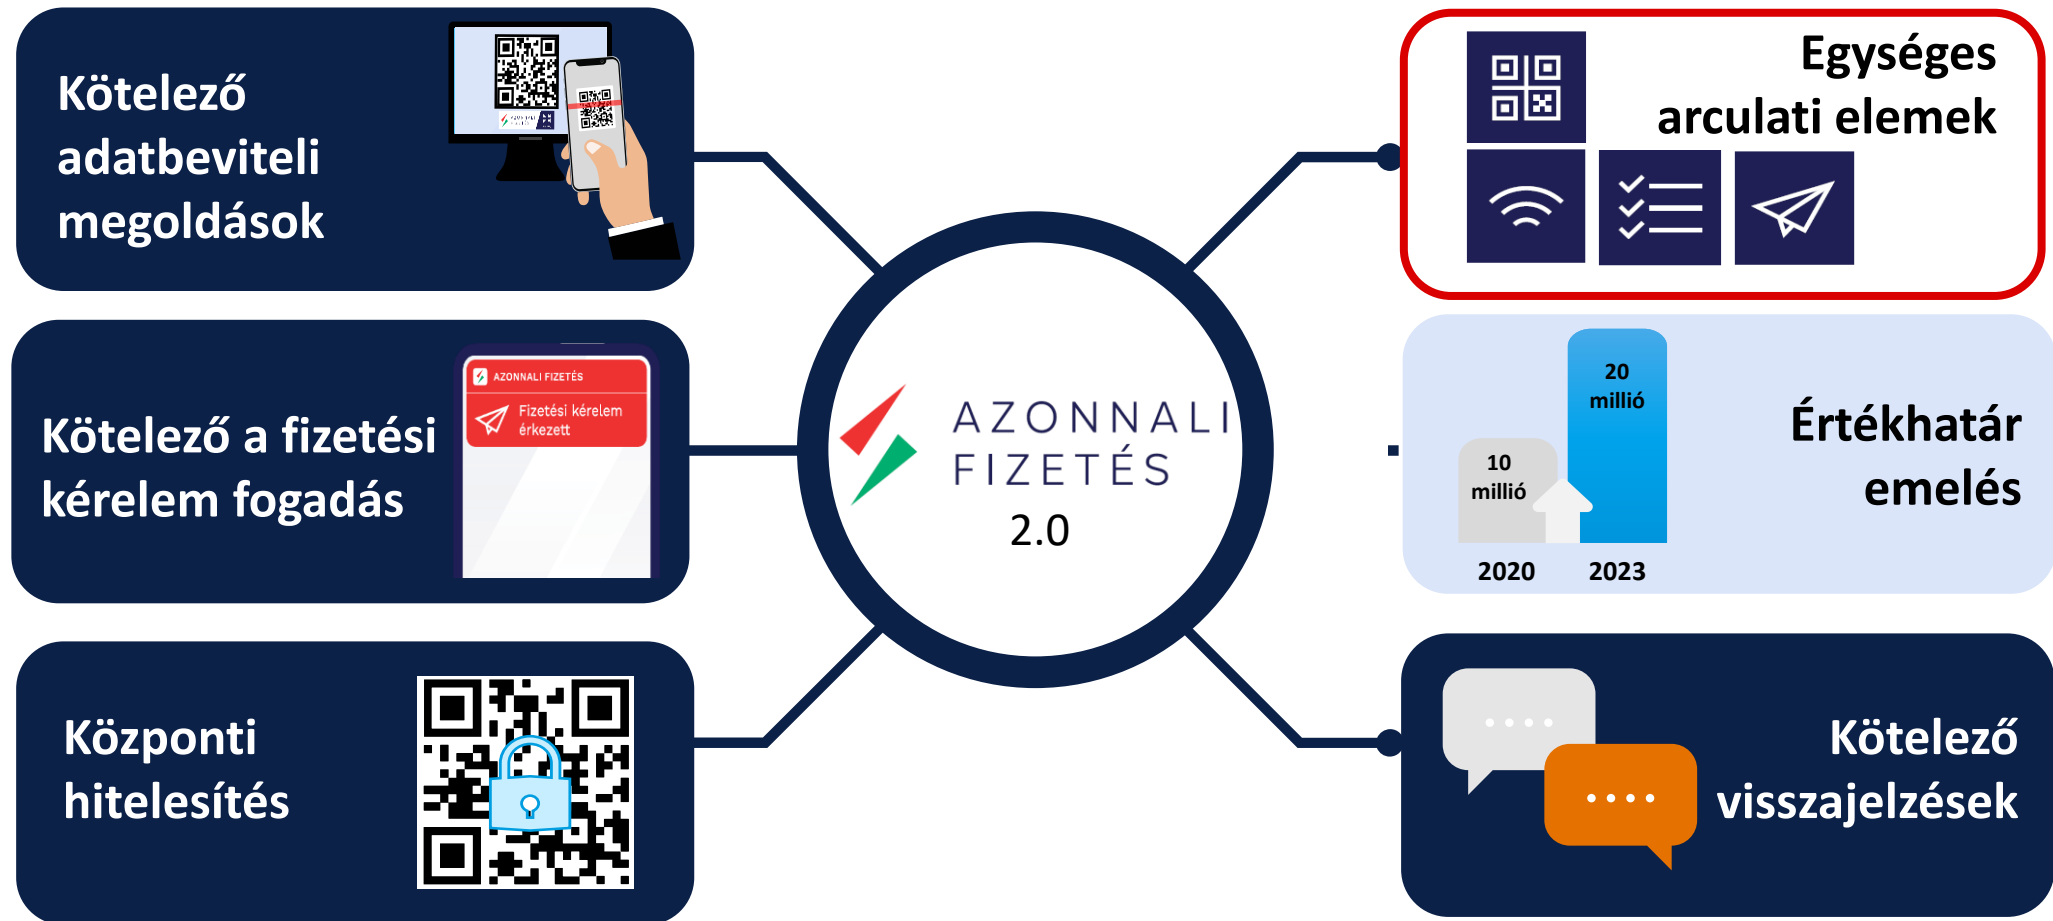 Kötelező
adatbeviteli
megoldások
Kötelező a fizetési
kérelem fogadás
AZONNALI FIZETÉS
Fizetési kérelem
érkezett
Központi
hitelesítés
AZONNALI
FIZETÉS
2.0
Egységes
arculati elemek
20
millió
10
millió
2020 2023
Értékhatár
emelés
Kötelező
visszajelzések